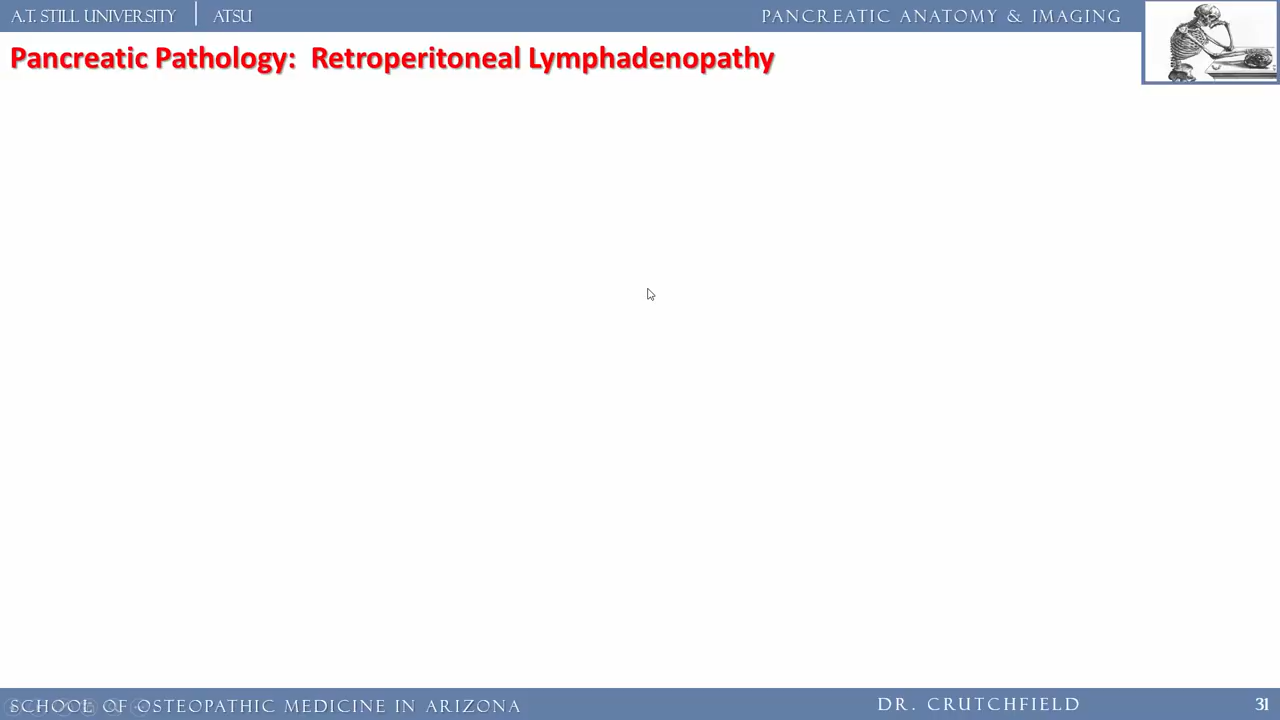 A.T. STILL UNIVERSITY | ATSU
PANCREATIC ANATOMY & IMAGING
Pancreatic Pathology: Retroperitoneal Lymphadenopathy
SCHOOL OF OSTEOPATHIC MEDICINE IN ARIZONA
DR. CRUTCHFIELD
31